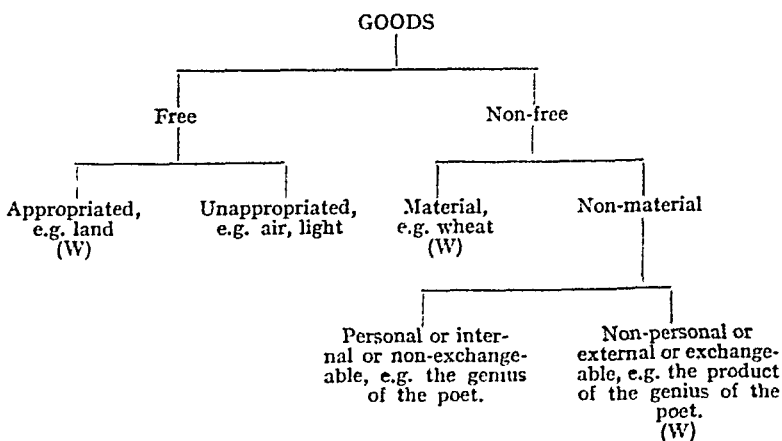 GOODS
Free
Non-free
Appropriated,
e.g. land
(W)
Unappropriated,
e.g. air, light
Material,
e.g. wheat
(W)
Non-material
Personal or inter-
nal or non-exchange-
able, e.g. the genius
of the poet.
Non-personal or
external or exchange-
able, e.g. the product
of the genius of the
poet.
(W)